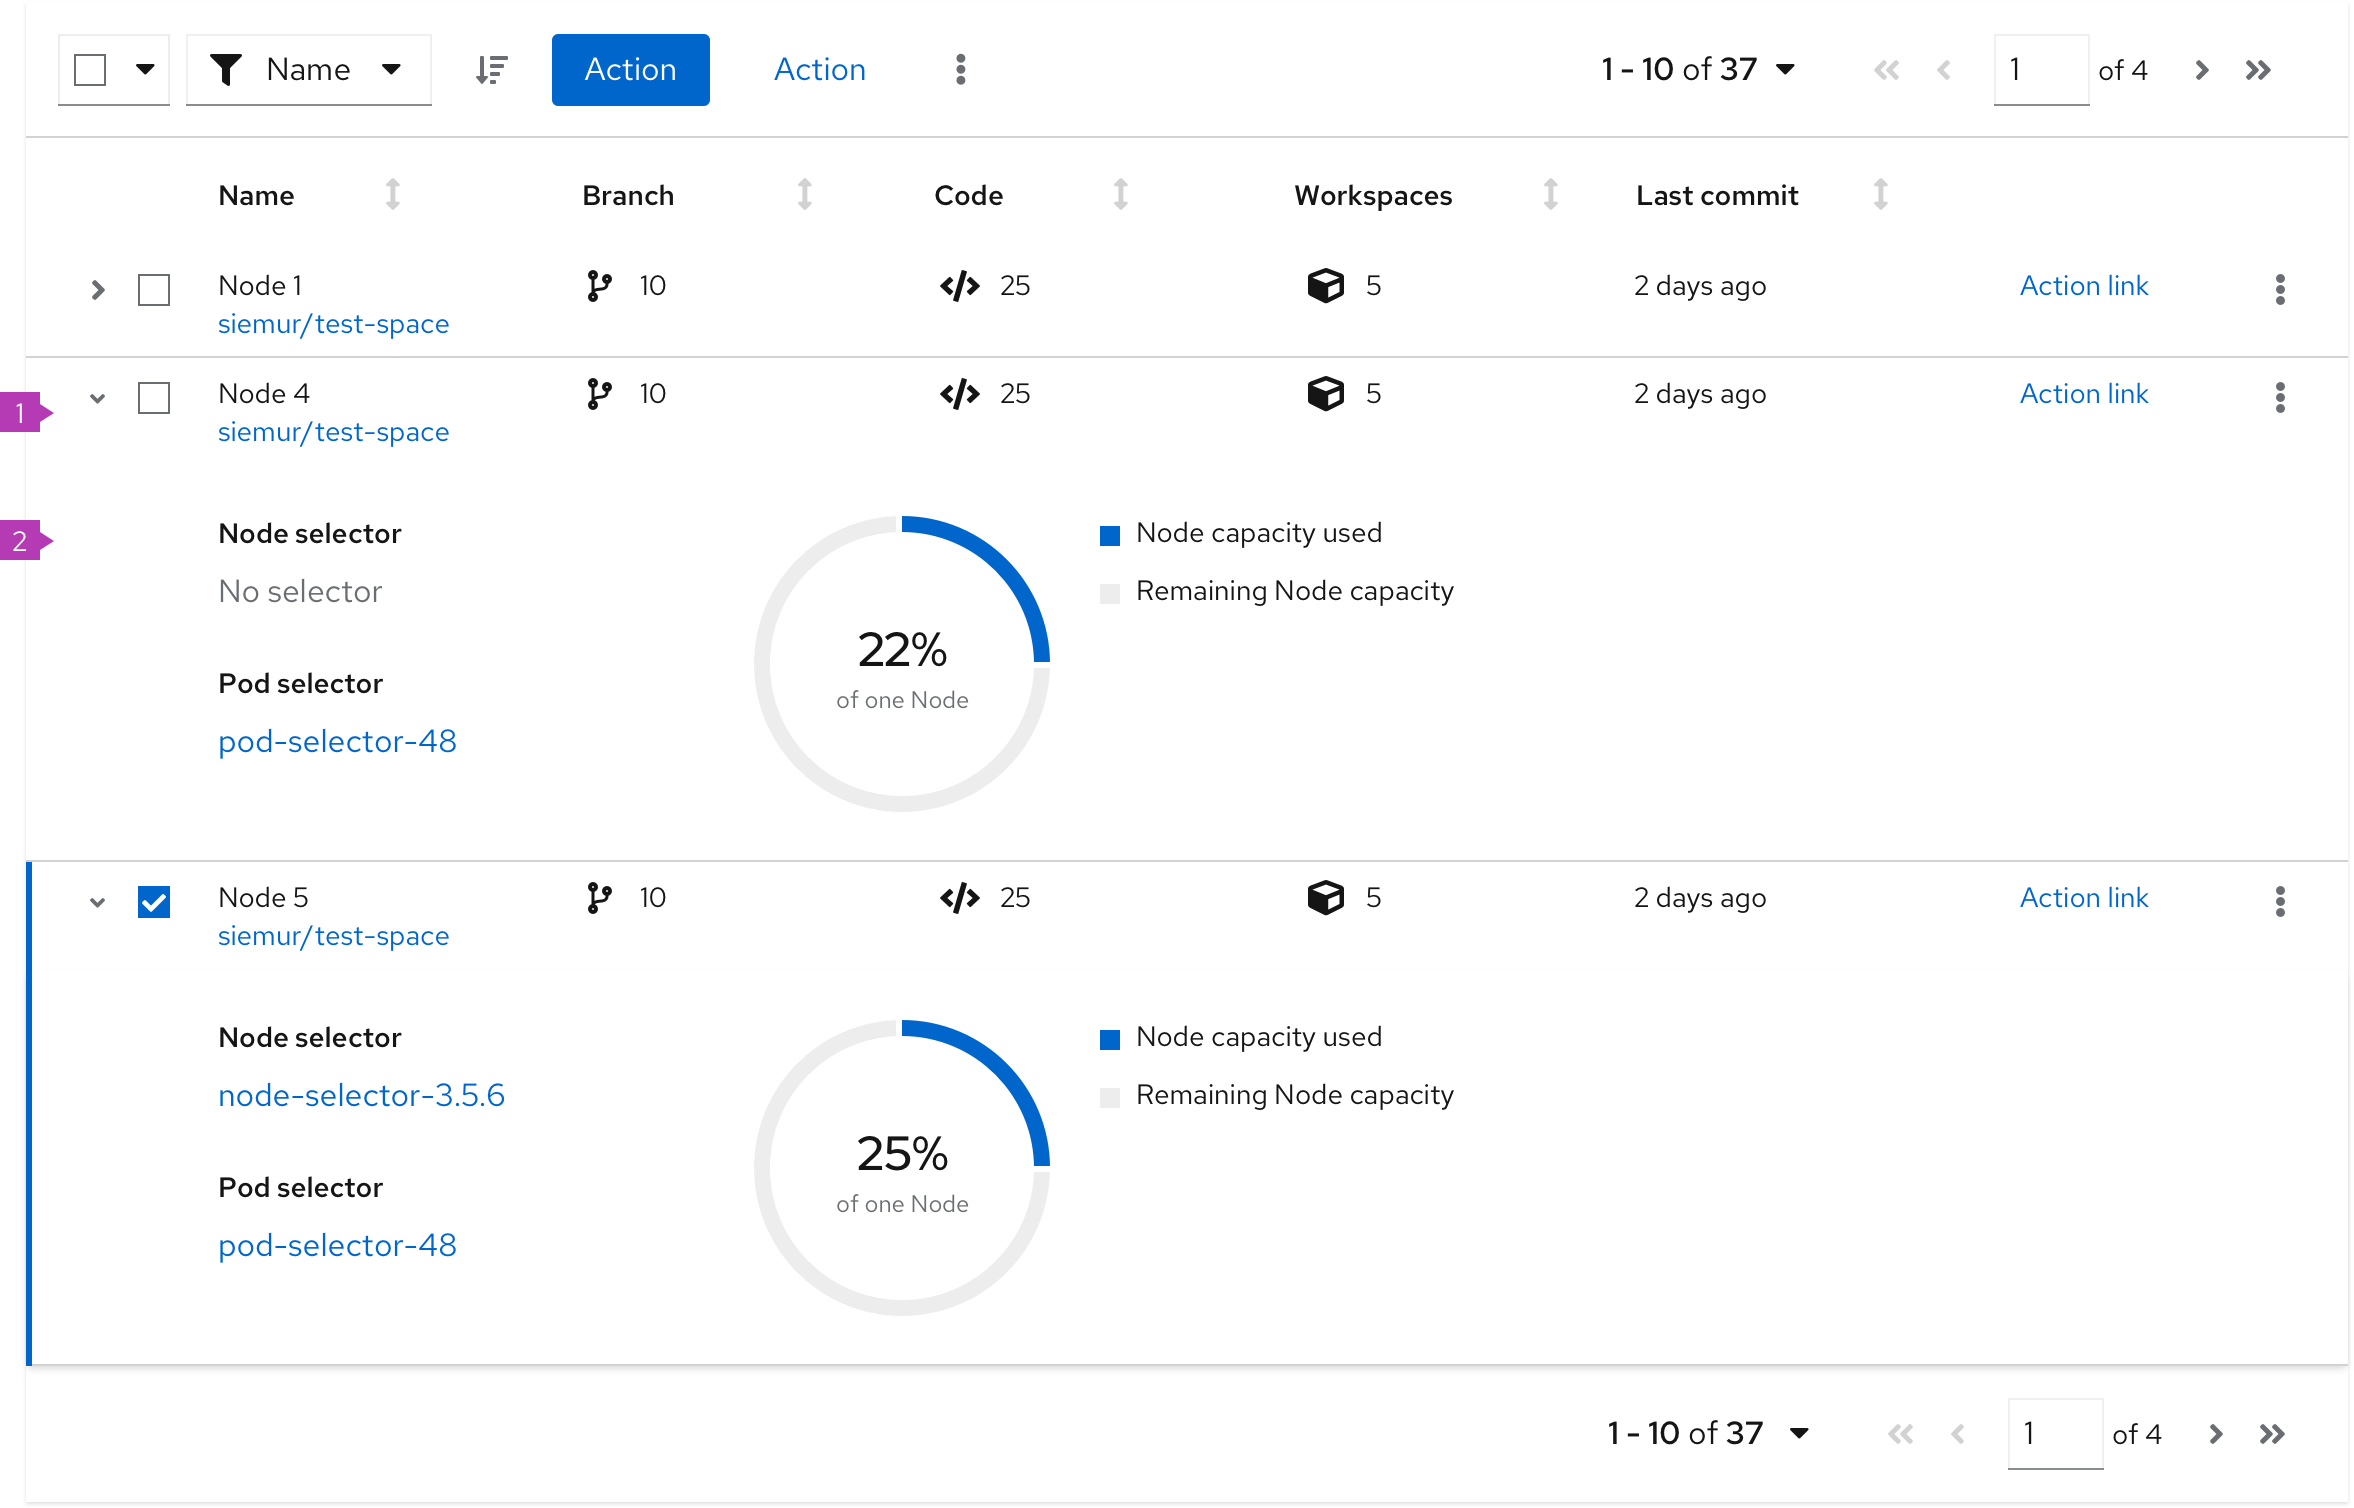 Name Action Action 1 - 10 of 37 1 of 4
Name Branch Code Workspaces Last commit
Node 1 10 25 5 2 days ago Action link
siemur/test-space
1 Node 4 10 25 5 2 days ago Action link
siemur/test-space
2 Node selector Node capacity used
No selector Remaining Node capacity
22%
Pod selector of one Node
pod-selector-48
Node 5 10 25 5 2 days ago Action link
siemur/test-space
Node selector Node capacity used
node-selector-3.5.6 Remaining Node capacity
25%
Pod selector of one Node
pod-selector-48
1 - 10 of 37 1 of 4